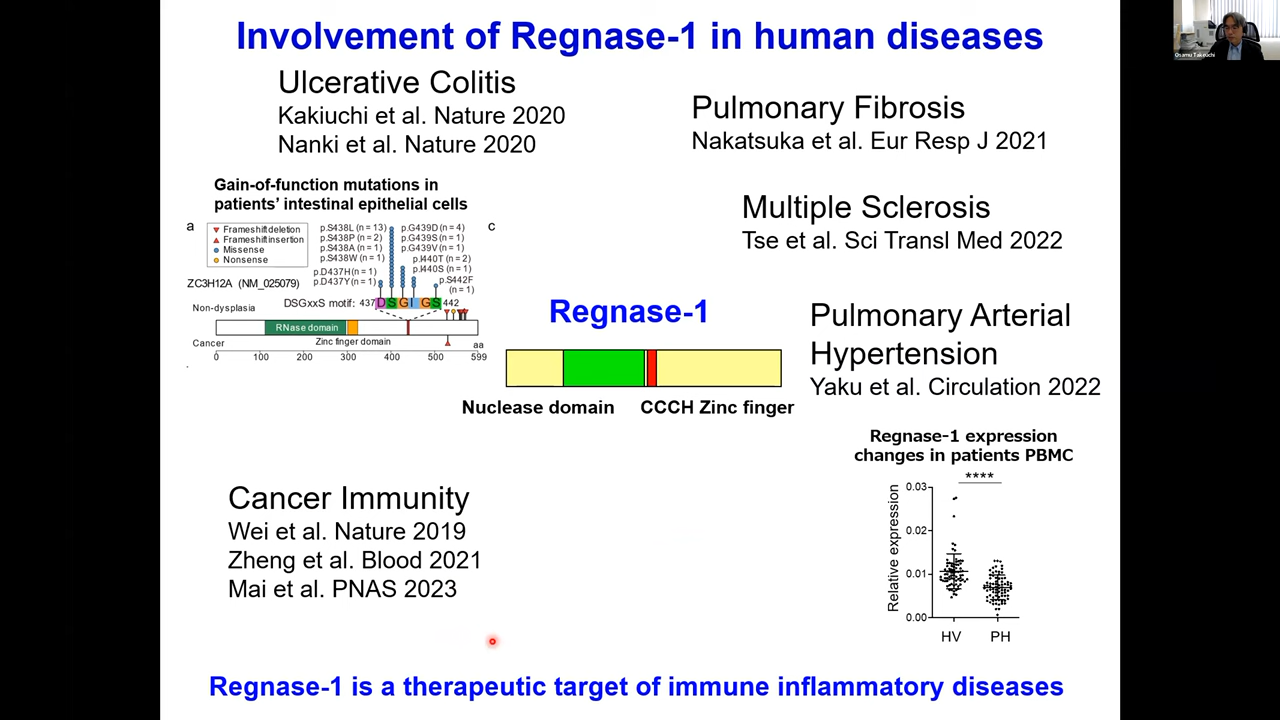 Involvement of Regnase-1 in human diseases
Osamu Takeuchi
Ulcerative Colitis
Kakiuchi et al. Nature 2020
Nanki et al. Nature 2020
Pulmonary Fibrosis
Nakatsuka et al. Eur Resp J 2021
Gain-of-function mutations in
patients' intestinal epithelial cells
a
c
Frameshift deletion
Frameshift insertion
Missense
Nonsense
p.S438L (n = 13)
p.S438P (n = 2)
p.S438A (n = 1)
p.S438W (n = 1)
p.D437H (n = 1)
p.D437Y (n = 1)
p.G439D (n = 4)
p.G439S (n = 1)
p.G439V (n = 1)
p.I440T (n = 2)
p.I440S (n = 1)
p.S442F
(n = 1)
ZC3H12A (NM_025079)
DSGxxS motif: 437 D S G I G S 442
Non-dysplasia
RNase domain
Zinc finger domain
Cancer
aa
0 100 200 300 400 500 599
Multiple Sclerosis
Tse et al. Sci Transl Med 2022
Regnase-1
Nuclease domain
CCCH Zinc finger
Pulmonary Arterial
Hypertension
Yaku et al. Circulation 2022
Regnase-1 expression
changes in patients PBMC
****
Relative expression
0.03
0.02
0.01
0.00
HV PH
Cancer Immunity
Wei et al. Nature 2019
Zheng et al. Blood 2021
Mai et al. PNAS 2023
Regnase-1 is a therapeutic target of immune inflammatory diseases